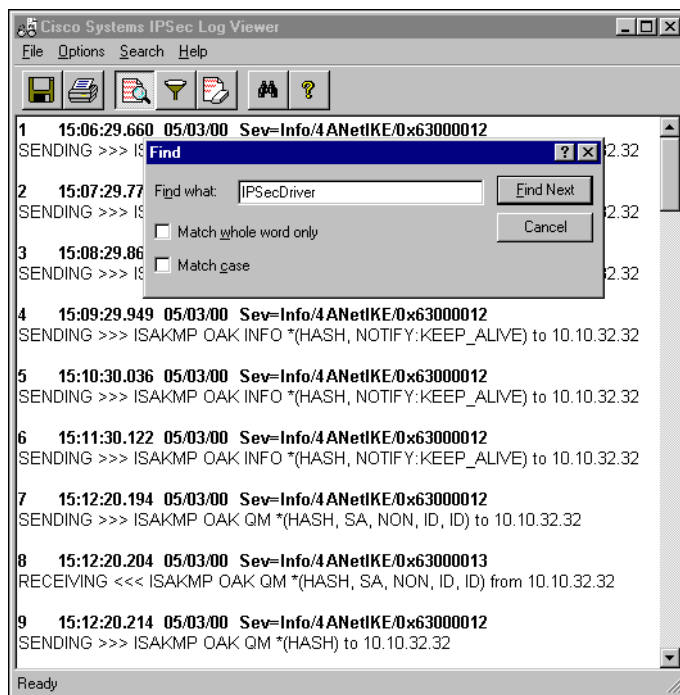 Cisco Systems IPSec Log Viewer
File Options Search Help
1 15:06:29.660 05/03/00 Sev=Info/4 ANetIKE/0x63000012
SENDING >>> IS
2.32
Find
Find what: IPSecDriver
Find Next
Match whole word only
Cancel
Match case
2 15:07:29.77
SENDING >>> IS
2.32
3 15:08:29.86
SENDING >>> IS
2.32
4 15:09:29.949 05/03/00 Sev=Info/4 ANetIKE/0x63000012
SENDING >>> ISAKMP OAK INFO *(HASH, NOTIFY:KEEP_ALIVE) to 10.10.32.32
5 15:10:30.036 05/03/00 Sev=Info/4 ANetIKE/0x63000012
SENDING >>> ISAKMP OAK INFO *(HASH, NOTIFY:KEEP_ALIVE) to 10.10.32.32
6 15:11:30.122 05/03/00 Sev=Info/4 ANetIKE/0x63000012
SENDING >>> ISAKMP OAK INFO *(HASH, NOTIFY:KEEP_ALIVE) to 10.10.32.32
7 15:12:20.194 05/03/00 Sev=Info/4 ANetIKE/0x63000012
SENDING >>> ISAKMP OAK QM *(HASH, SA, NON, ID, ID) to 10.10.32.32
8 15:12:20.204 05/03/00 Sev=Info/4 ANetIKE/0x63000013
RECEIVING <<< ISAKMP OAK QM *(HASH, SA, NON, ID, ID) from 10.10.32.32
9 15:12:20.214 05/03/00 Sev=Info/4 ANetIKE/0x63000012
SENDING >>> ISAKMP OAK QM *(HASH) to 10.10.32.32
Ready